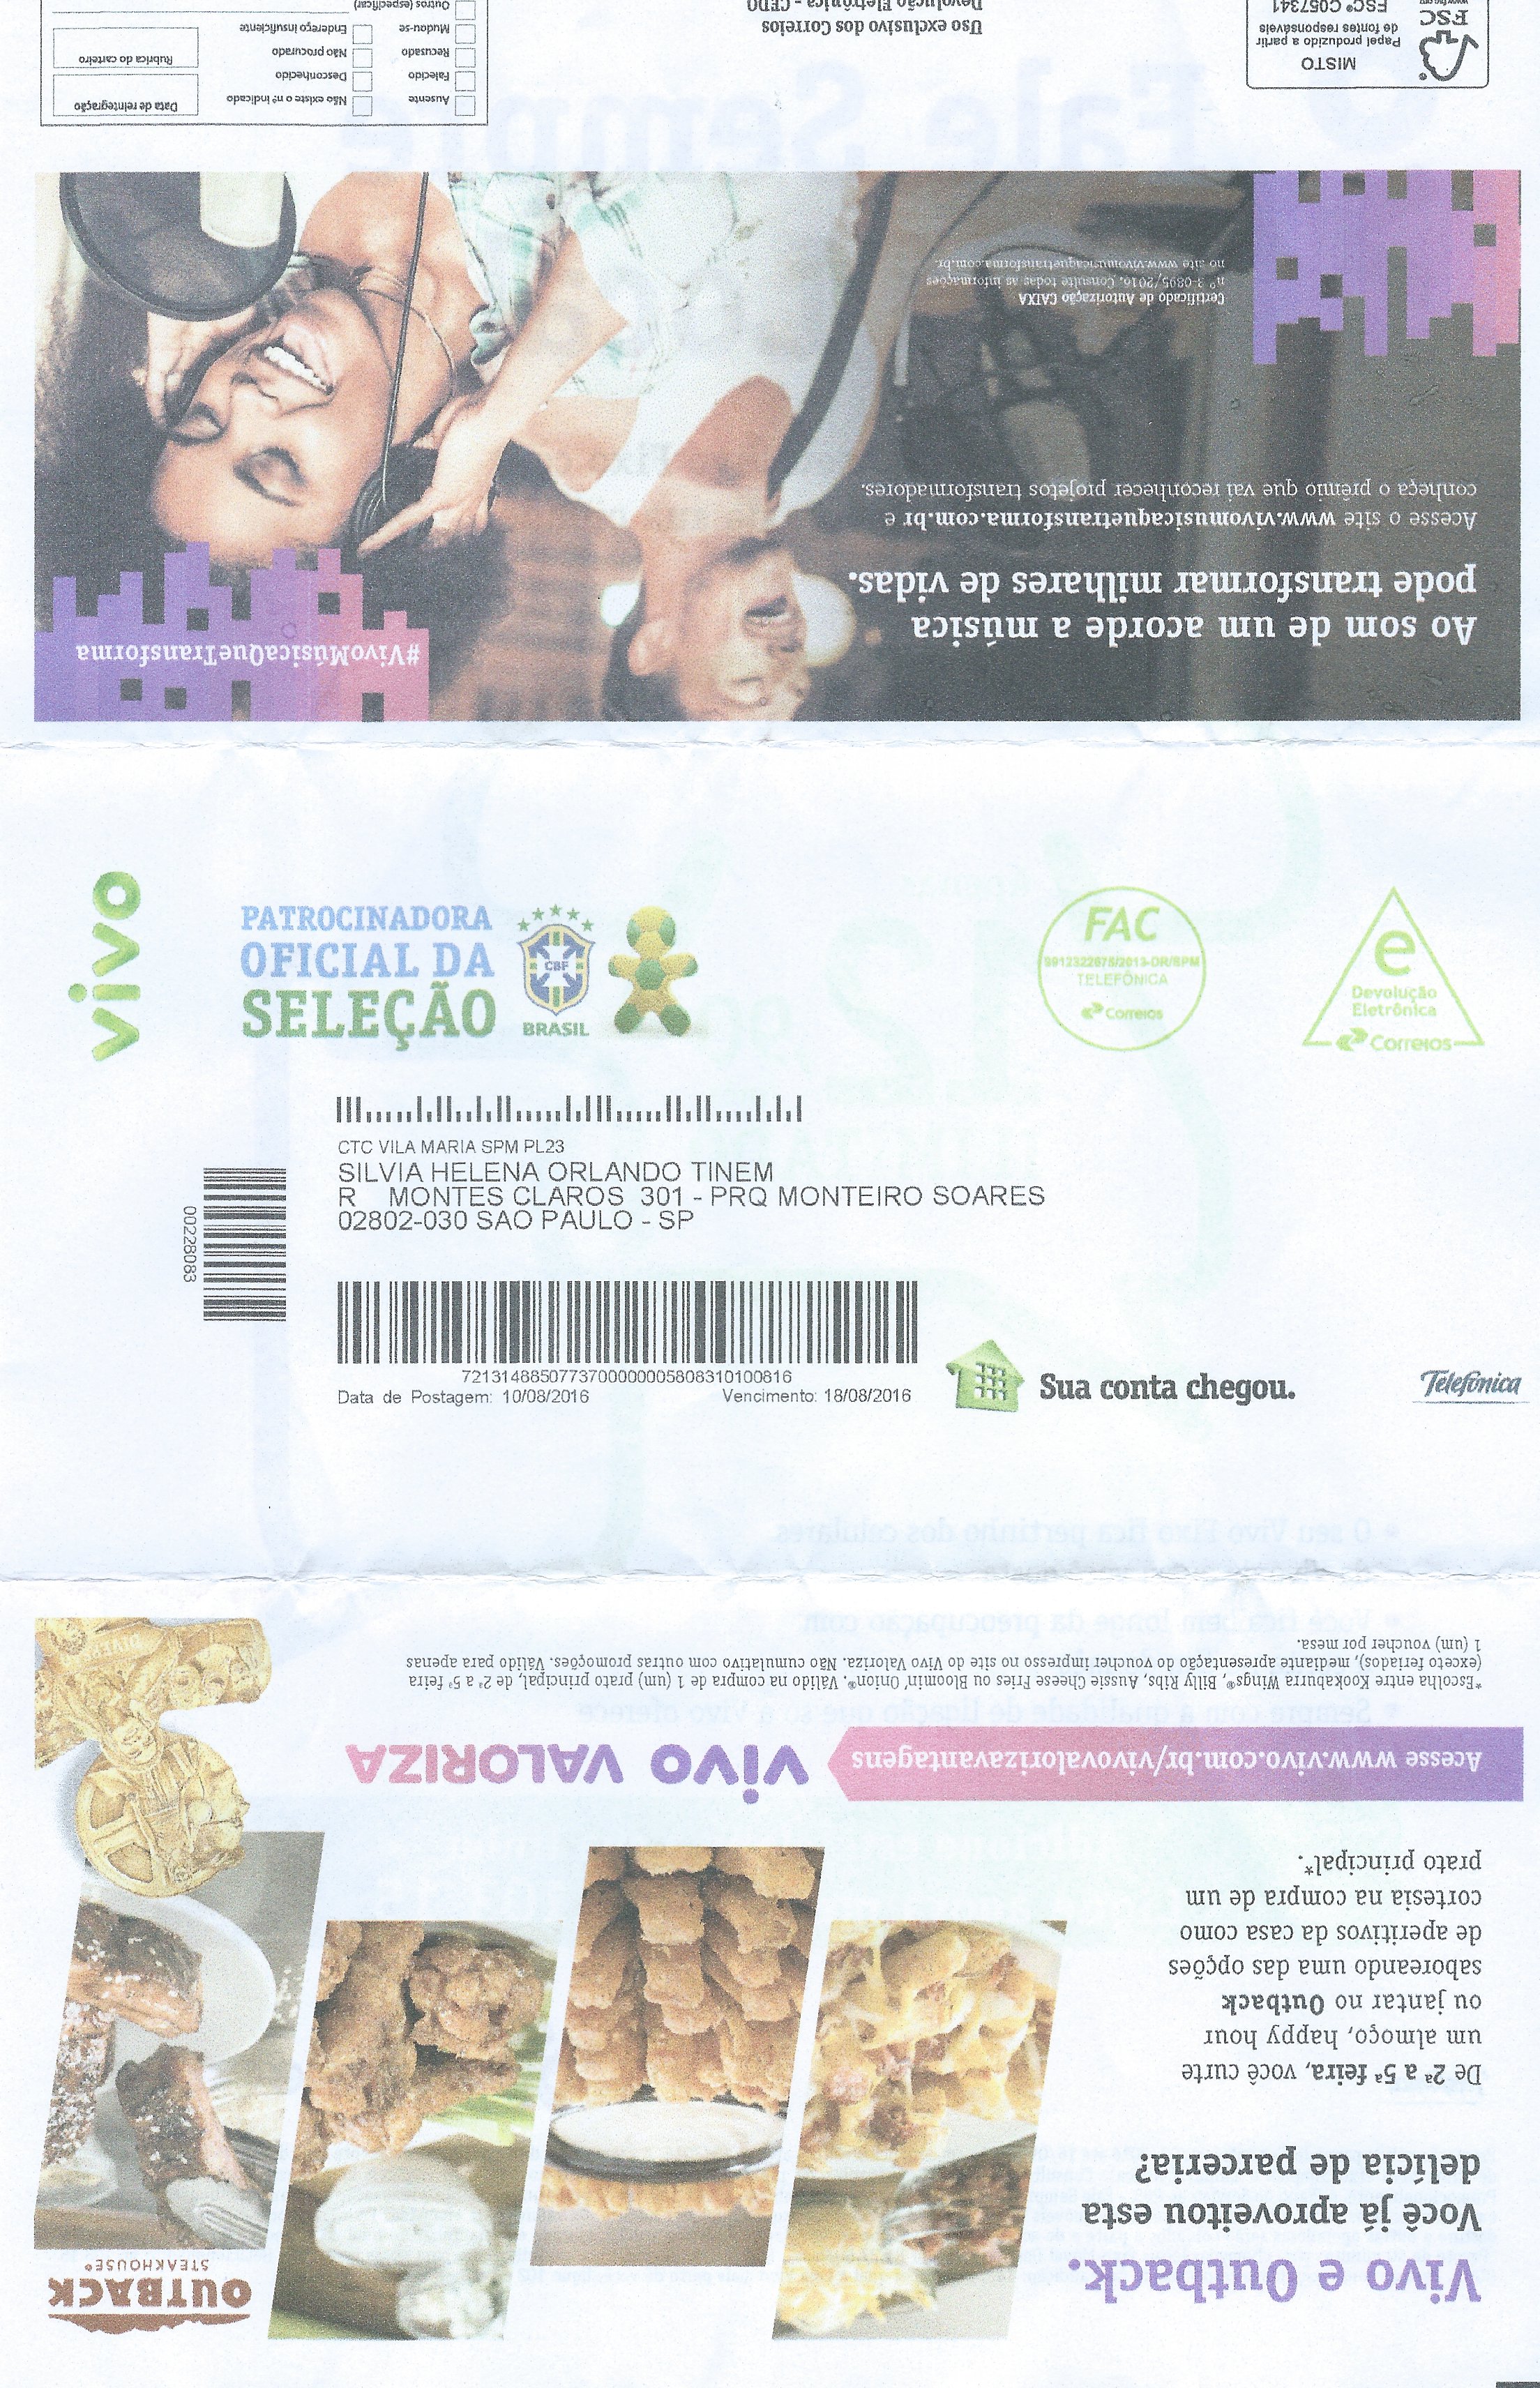 Outros (especificar)
Mudou-se
Endereço insuficiente
Recusado
Não procurado
Rubrica do carteiro
Falecido
Desconhecido
Ausente
Não existe o nº indicado
Data de reintegração
Uso exclusivo dos Correios
Devolução Eletrônica - CEDO
MISTO
Papel produzido a partir
de fontes responsáveis
FSC® C057341
FSC
#VivoMúsicaQueTransforma
Ao som de um acorde a música
pode transformar milhares de vidas.
Acesse o site www.vivomusicaquetransforma.com.br e
conheça o prêmio que vai reconhecer projetos transformadores.
Certificado de Autorização CAIXA
nº 3-0895/2016. Consulte todas as informações
no site www.vivomusicaquetransforma.com.br.
vivo
PATROCINADORA
OFICIAL DA
SELEÇÃO
CBF
BRASIL
FAC
9912322675/2013-DR/SPM
TELEFÔNICA
Correios
e
Devolução
Eletrônica
Correios
CTC VILA MARIA SPM PL23
SILVIA HELENA ORLANDO TINEM
R MONTES CLAROS 301 - PRQ MONTEIRO SOARES
02802-030 SAO PAULO - SP
00228083
7213148850773700000005808310100816
Data de Postagem: 10/08/2016
Vencimento: 18/08/2016
Sua conta chegou.
Telefónica
Vivo e Outback.
Você já aproveitou esta
delícia de parceria?
De 2ª a 5ª feira, você curte
um almoço, happy hour
ou jantar no Outback
saboreando uma das opções
de aperitivos da casa como
cortesia na compra de um
prato principal*.
OUTBACK
STEAKHOUSE®
Acesse www.vivo.com.br/vivovalorizavantagens
vivo VALORIZA
*Escolha entre Kookaburra Wings®, Billy Ribs, Aussie Cheese Fries ou Bloomin' Onion®. Válido na compra de 1 (um) prato principal, de 2ª a 5ª feira
(exceto feriados), mediante apresentação do voucher impresso no site do Vivo Valoriza. Não cumulativo com outras promoções. Válido para apenas
1 (um) voucher por mesa.